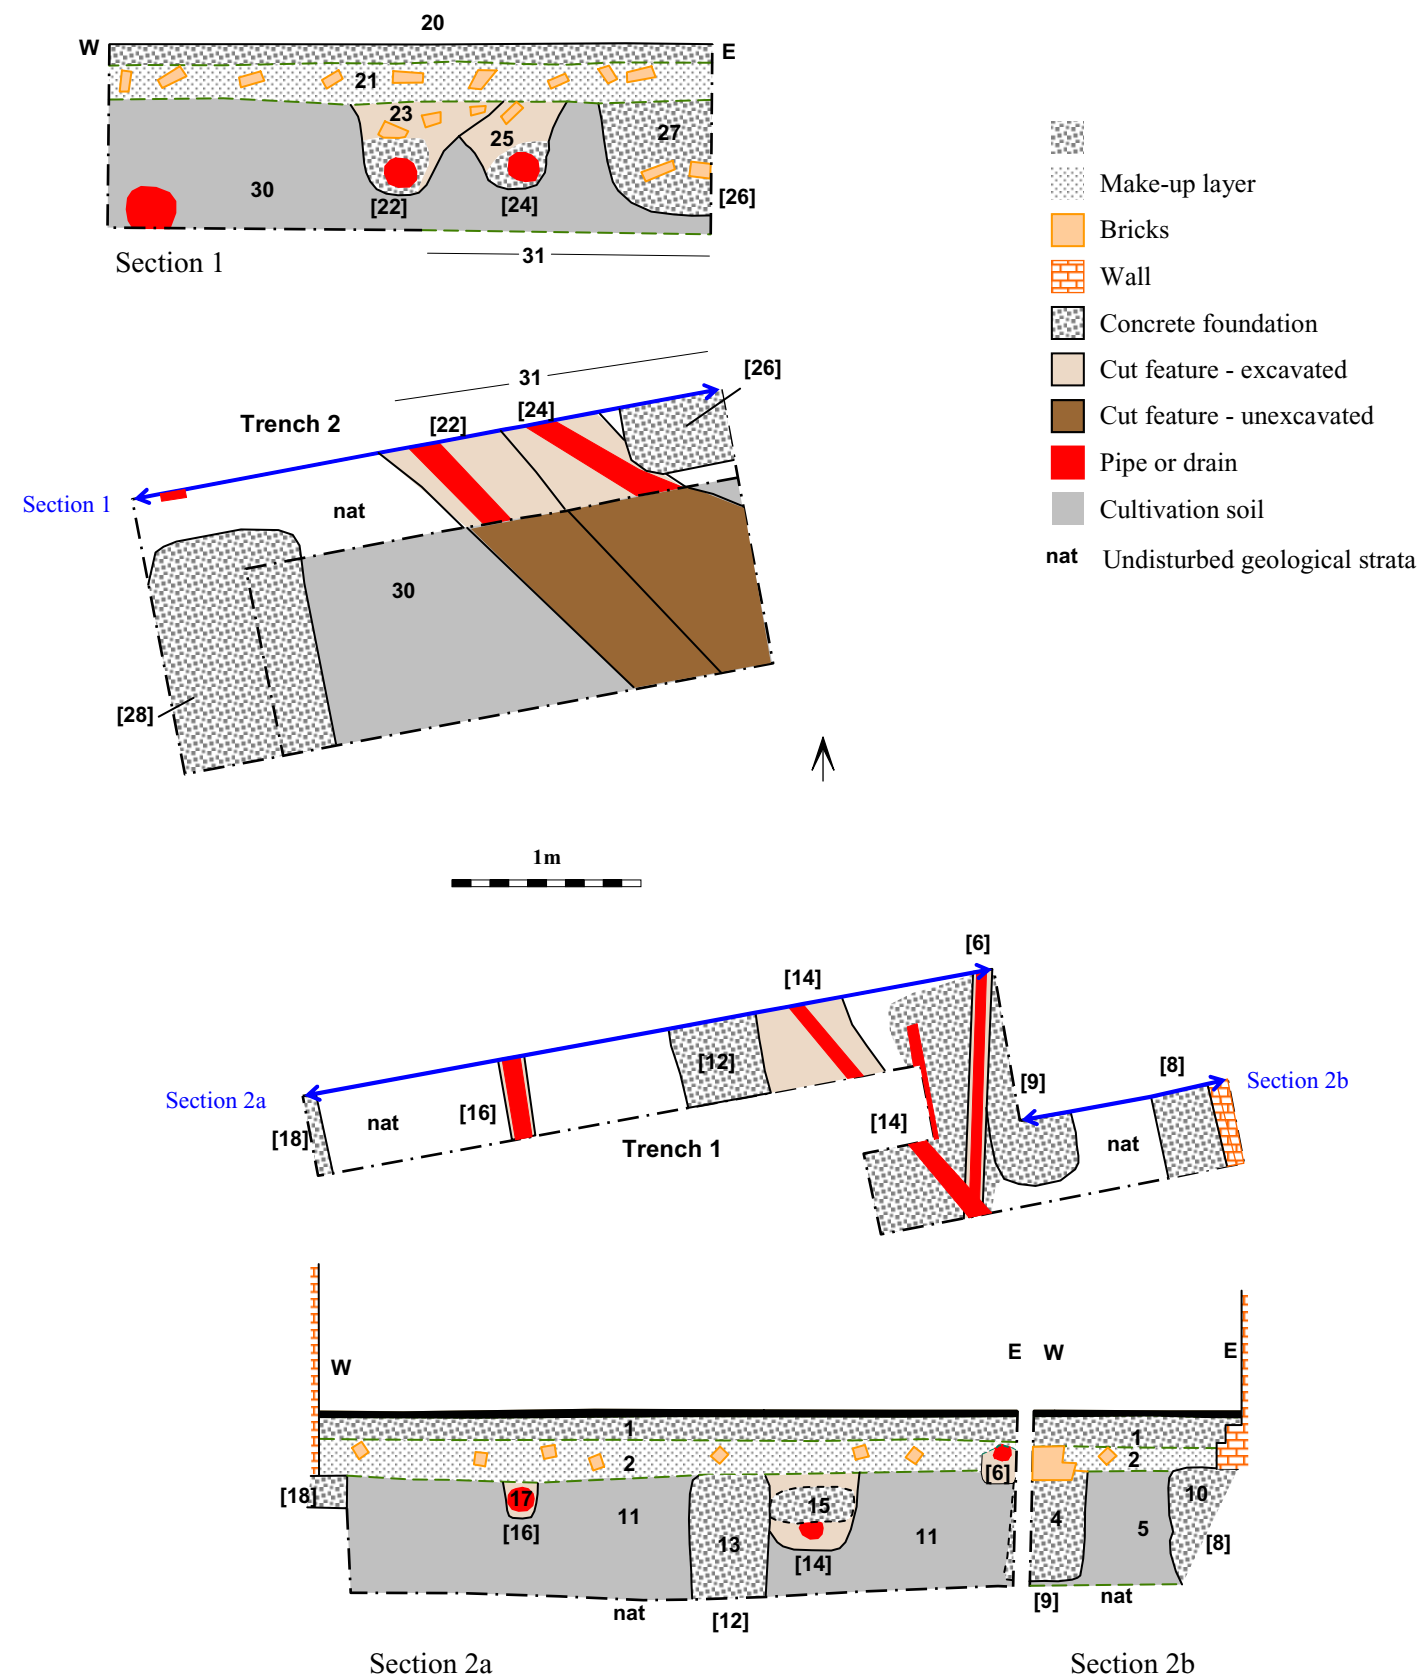 20
W
E
21
23
25
27
30
[22]
[24]
[26]
Section 1
31
Make-up layer
Bricks
Wall
Concrete foundation
Cut feature - excavated
Cut feature - unexcavated
Pipe or drain
Cultivation soil
nat Undisturbed geological strata
31
[26]
Trench 2
[22]
[24]
Section 1
nat
30
[28]
1m
[6]
[14]
[12]
[9]
[8]
Section 2a
Section 2b
[16]
nat
[18]
[14]
Trench 1
nat
W
E
W
E
1
1
2
2
[6]
[18]
17
15
10
11
[16]
13
11
4
5
[14]
[8]
nat
[12]
[9]
nat
Section 2a
Section 2b